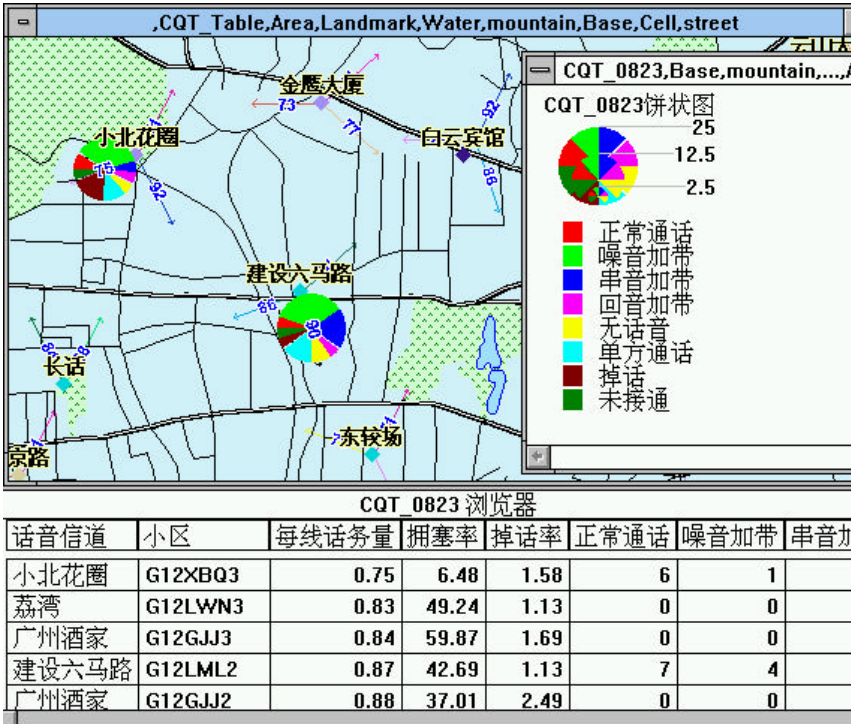 ,CQT_Table,Area,Landmark,Water,mountain,Base,Cell,street
CQT_0823,Base,mountain,...,
CQT_0823饼状图
25
12.5
2.5
正常通话
噪音加带
串音加带
回音加带
无话音
单方通话
掉话
未接通
金鹰大厦
73
77
92
白云宾馆
86
小北花圈
75
92
建设六马路
86
90
长话
东较场
京路
CQT_0823 浏览器
话音信道 小区 每线话务量 拥塞率 掉话率 正常通话 噪音加带 串音加
小北花圈 G12XBQ3 0.75 6.48 1.58 6 1
荔湾 G12LWN3 0.83 49.24 1.13 0 0
广州酒家 G12GJJ3 0.84 59.87 1.69 0 0
建设六马路 G12LML2 0.87 42.69 1.13 7 4
广州酒家 G12GJJ2 0.88 37.01 2.49 0 0